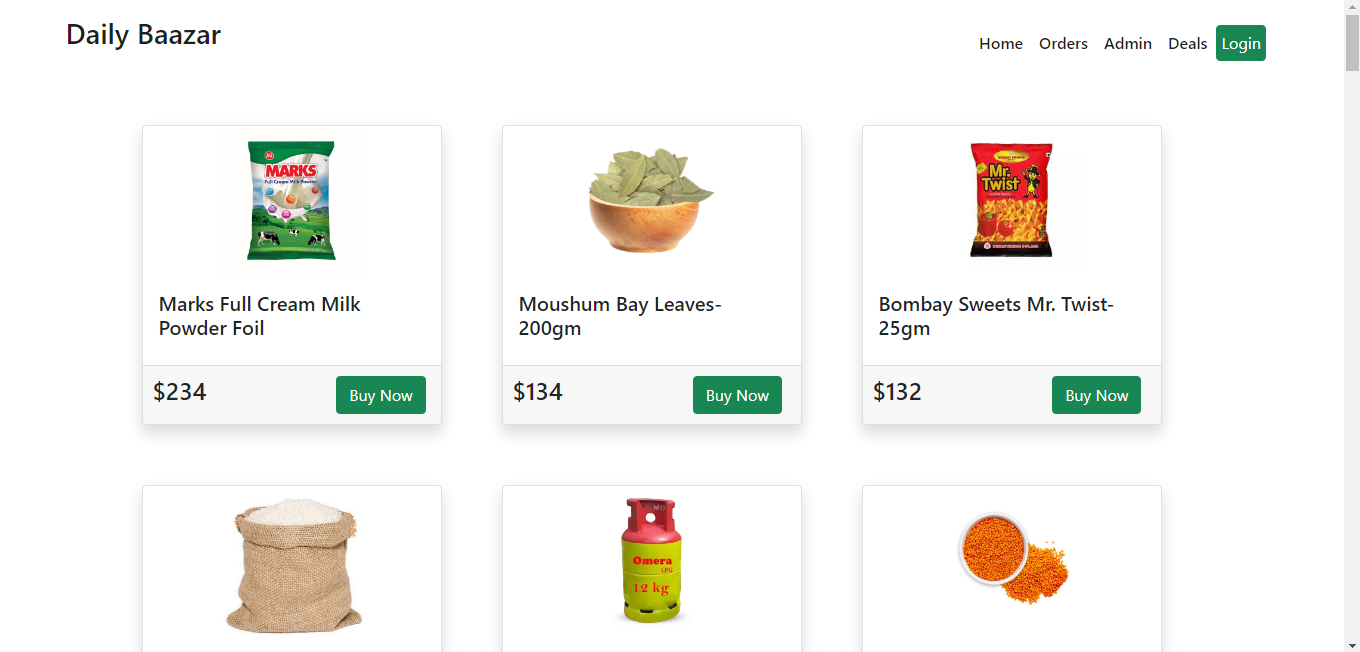 Daily Baazar
Home Orders Admin Deals Login
MARKS
Full Cream Milk Powder
Mr.
Twist
Marks Full Cream Milk
Powder Foil
Moushum Bay Leaves-
200gm
Bombay Sweets Mr. Twist-
25gm
$234
Buy Now
$134
Buy Now
$132
Buy Now
Omera
LPG
12 kg